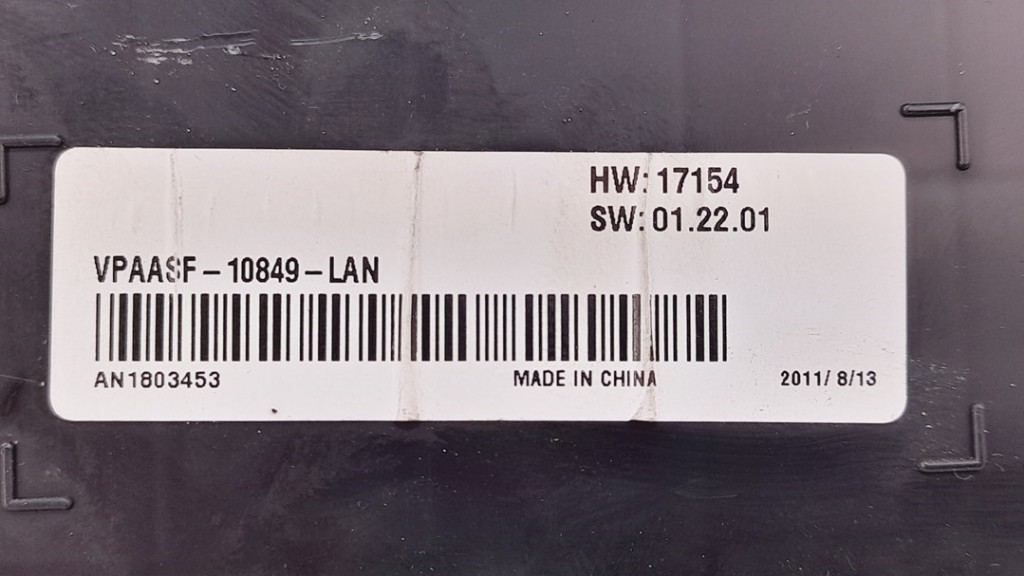 HW: 17154
SW: 01.22.01
VPAASF-10849-LAN
AN1803453
MADE IN CHINA
2011/ 8/13